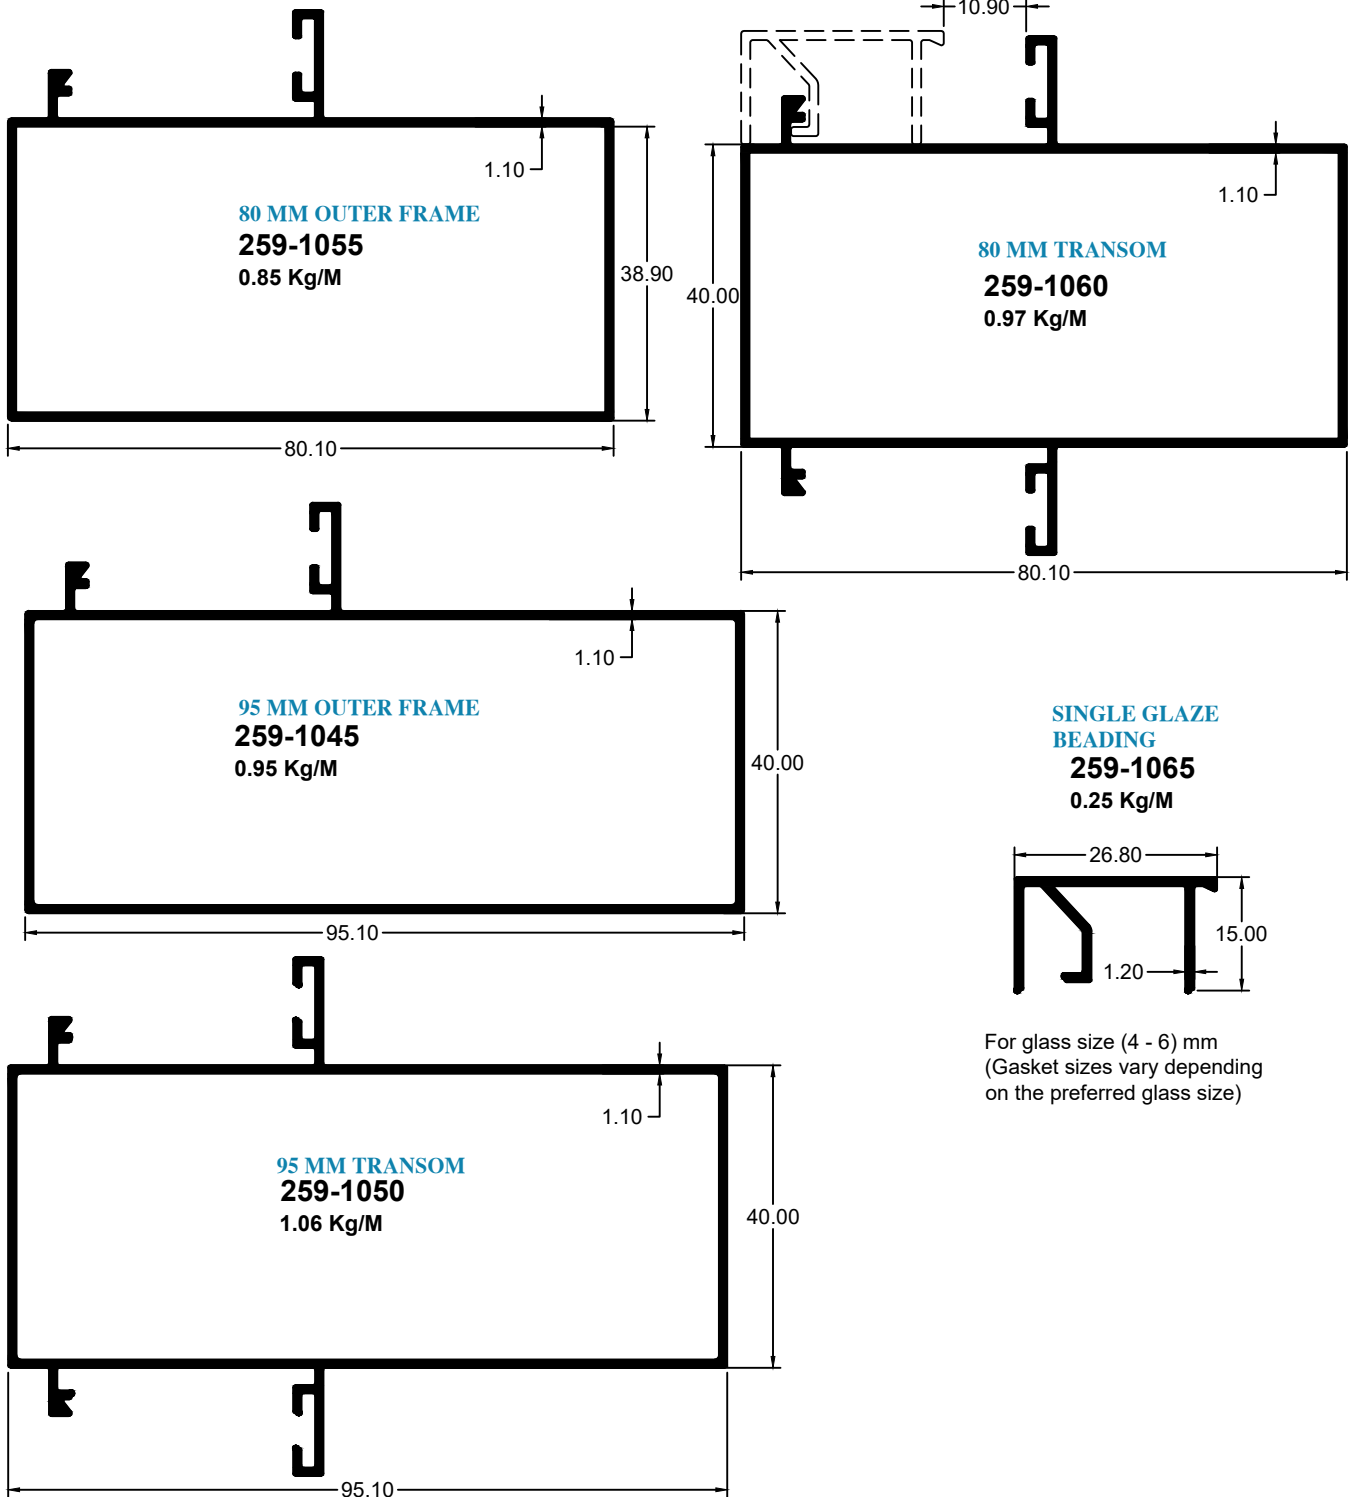 10.90
1.10
80 MM OUTER FRAME
259-1055
0.85 Kg/M
38.90
80.10
1.10
80 MM TRANSOM
259-1060
0.97 Kg/M
40.00
80.10
1.10
95 MM OUTER FRAME
259-1045
0.95 Kg/M
40.00
95.10
SINGLE GLAZE
BEADING
259-1065
0.25 Kg/M
26.80
15.00
1.20
For glass size (4 - 6) mm
(Gasket sizes vary depending
on the preferred glass size)
1.10
95 MM TRANSOM
259-1050
1.06 Kg/M
40.00
95.10